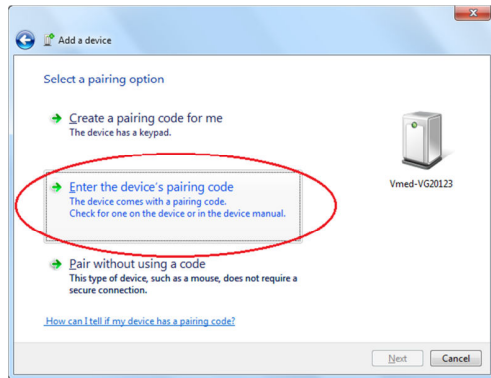 Add a device
Select a pairing option
Create a pairing code for me
The device has a keypad.
Enter the device's pairing code
The device comes with a pairing code.
Check for one on the device or in the device manual.
Vmed-VG20123
Pair without using a code
This type of device, such as a mouse, does not require a
secure connection.
How can I tell if my device has a pairing code?
Next Cancel